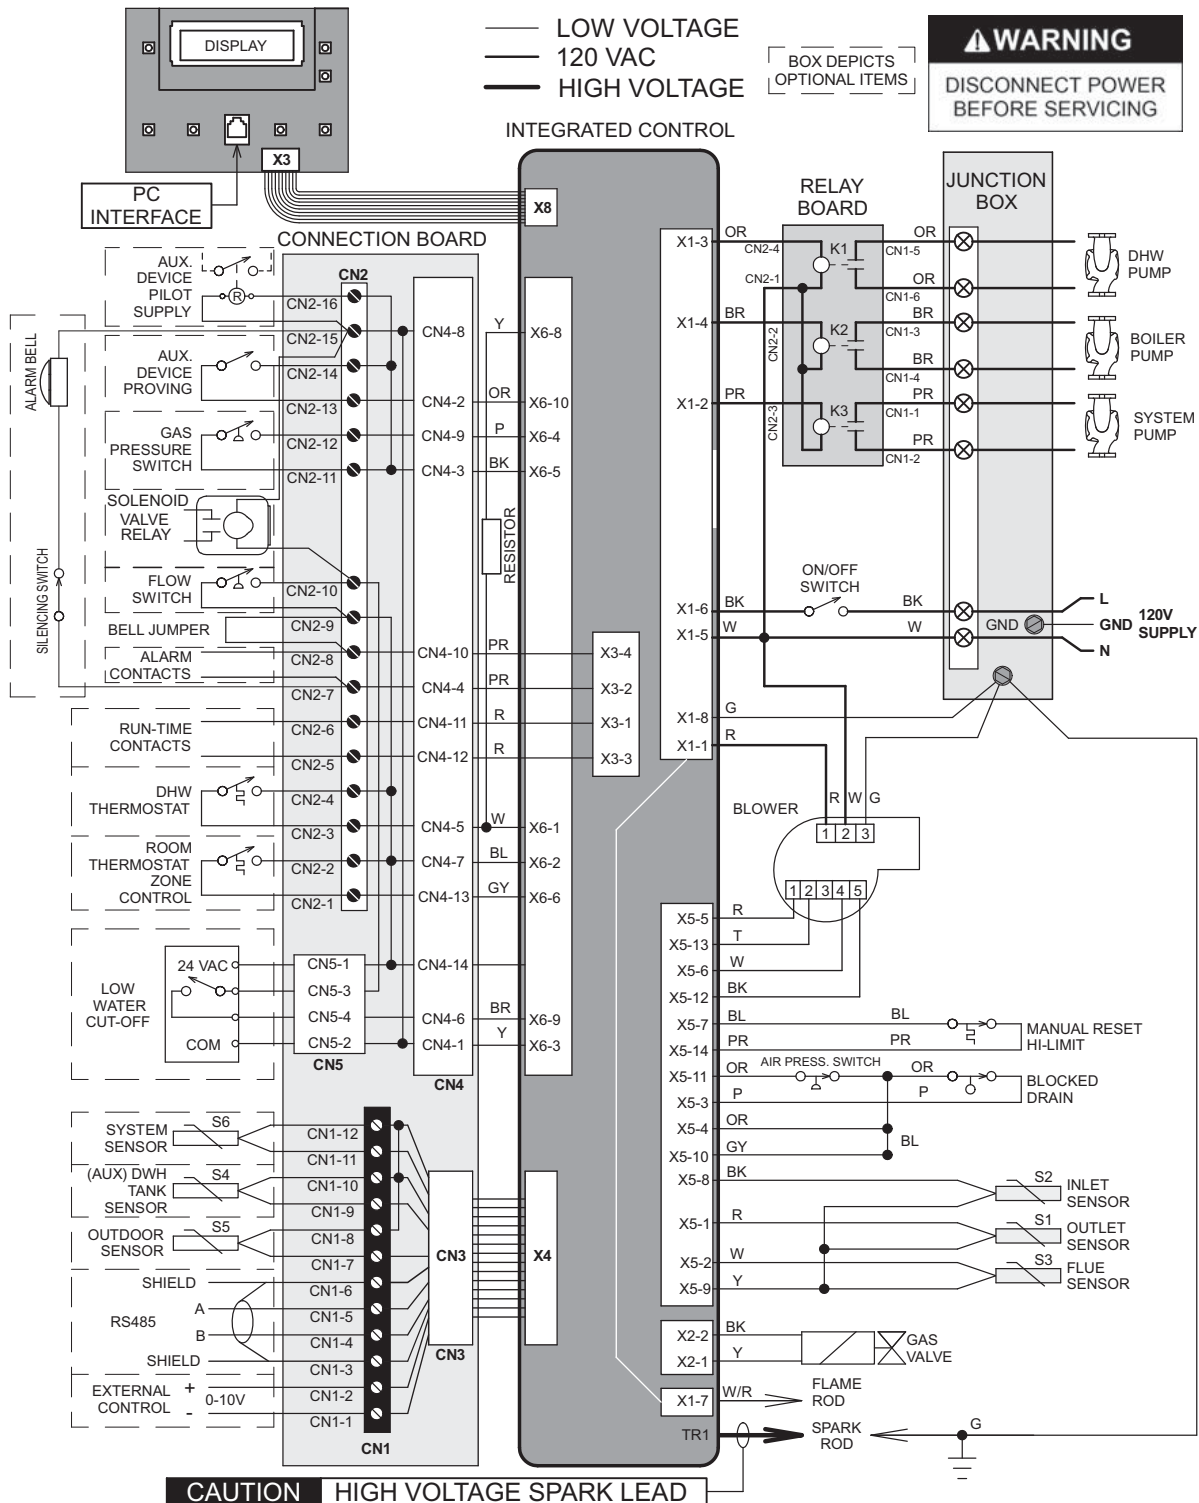 DISPLAY
X3
PC
INTERFACE
LOW VOLTAGE
120 VAC
HIGH VOLTAGE
BOX DEPICTS
OPTIONAL ITEMS
WARNING
DISCONNECT POWER
BEFORE SERVICING
INTEGRATED CONTROL
X8
CONNECTION BOARD
RELAY
BOARD
JUNCTION
BOX
AUX.
DEVICE
PILOT
SUPPLY
R
CN2
CN2-16
CN2-15
CN4-8
Y
X6-8
ALARM BELL
AUX.
DEVICE
PROVING
CN2-14
CN2-13
CN4-2
OR
X6-10
GAS
PRESSURE
SWITCH
CN2-12
CN4-9
P
X6-4
CN2-11
CN4-3
BK
X6-5
SOLENOID
VALVE
RELAY
RESISTOR
SILENCING SWITCH
FLOW
SWITCH
CN2-10
CN2-9
BELL JUMPER
ALARM
CONTACTS
CN2-8
CN4-10
PR
X3-4
CN2-7
CN4-4
PR
X3-2
RUN-TIME
CONTACTS
CN2-6
CN4-11
R
X3-1
CN2-5
CN4-12
R
X3-3
DHW
THERMOSTAT
CN2-4
CN2-3
CN4-5
W
X6-1
ROOM
THERMOSTAT
ZONE
CONTROL
CN2-2
CN4-7
BL
X6-2
CN2-1
CN4-13
GY
X6-6
LOW
WATER
CUT-OFF
24 VAC
COM
CN5-1
CN5-3
CN5-4
CN5-2
CN5
CN4-14
CN4-6
BR
X6-9
CN4-1
Y
X6-3
CN4
SYSTEM
SENSOR
S6
CN1-12
CN1-11
(AUX) DWH
TANK
SENSOR
S4
CN1-10
CN1-9
OUTDOOR
SENSOR
S5
CN1-8
CN1-7
RS485
SHIELD
A
B
SHIELD
CN1-6
CN1-5
CN1-4
CN1-3
EXTERNAL
CONTROL
+
-
0-10V
CN1-2
CN1-1
CN1
CN3
CN3
X4
X1-3
OR
CN2-4
CN2-1
K1
OR
CN1-5
OR
CN1-6
DHW
PUMP
X1-4
BR
CN2-2
K2
BR
CN1-3
BR
CN1-4
BOILER
PUMP
X1-2
PR
CN2-3
K3
PR
CN1-1
PR
CN1-2
SYSTEM
PUMP
ON/OFF
SWITCH
X1-6
BK
BK
L
X1-5
W
W
GND
GND
N
120V
SUPPLY
X1-8
G
X1-1
R
R W G
BLOWER
1 2 3
1 2 3 4 5
X5-5
R
X5-13
T
X5-6
W
X5-12
BK
X5-7
BL
BL
MANUAL RESET
HI-LIMIT
X5-14
PR
PR
X5-11
OR
AIR PRESS. SWITCH
OR
BLOCKED
DRAIN
X5-3
P
P
X5-4
OR
BL
X5-10
GY
X5-8
BK
S2
INLET
SENSOR
X5-1
R
S1
OUTLET
SENSOR
X5-2
W
S3
FLUE
SENSOR
X5-9
Y
X2-2
BK
GAS
VALVE
X2-1
Y
X1-7
W/R
FLAME
ROD
TR1
SPARK
ROD
G
CAUTION HIGH VOLTAGE SPARK LEAD